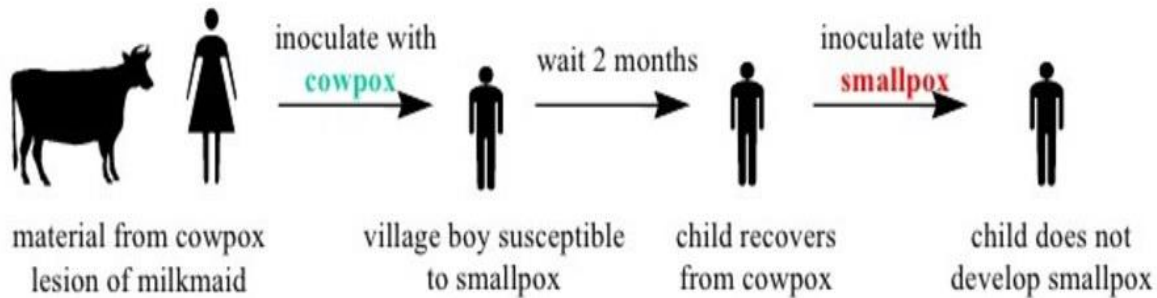 inoculate with
cowpox
wait 2 months
inoculate with
smallpox
material from cowpox
lesion of milkmaid
village boy susceptible
to smallpox
child recovers
from cowpox
child does not
develop smallpox